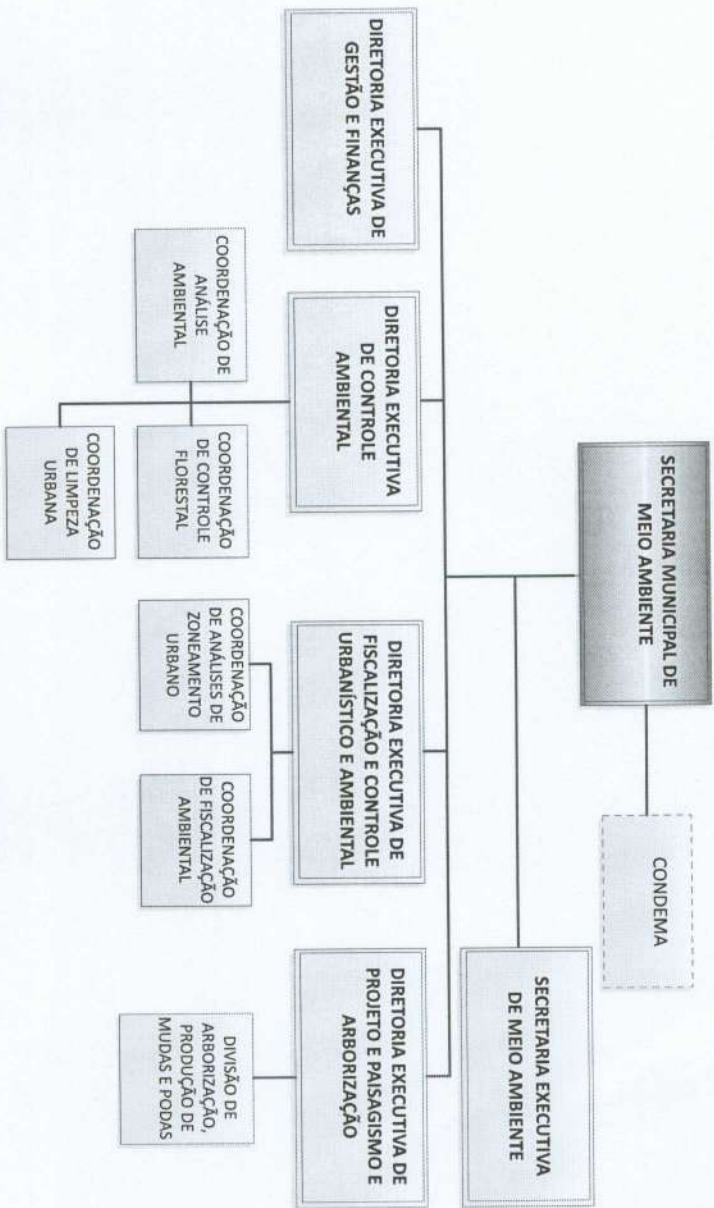 SECRETARIA MUNICIPAL DE
MEIO AMBIENTE
CONDEMA
SECRETARIA EXECUTIVA
DE MEIO AMBIENTE
DIRETORIA EXECUTIVA DE
GESTÃO E FINANÇAS
DIRETORIA EXECUTIVA
DE CONTROLE
AMBIENTAL
DIRETORIA EXECUTIVA DE
FISCALIZAÇÃO E CONTROLE
URBANÍSTICO E AMBIENTAL
DIRETORIA EXECUTIVA DE
PROJETO E PAISAGISMO E
ARBORIZAÇÃO
COORDENAÇÃO DE
ANÁLISE
AMBIENTAL
COORDENAÇÃO
DE CONTROLE
FLORESTAL
COORDENAÇÃO
DE LIMPEZA
URBANA
COORDENAÇÃO
DE ANÁLISES DE
ZONEAMENTO
URBANO
COORDENAÇÃO
DE FISCALIZAÇÃO
AMBIENTAL
DIVISÃO DE
ARBORIZAÇÃO,
PRODUÇÃO DE
MUDAS E PODAS